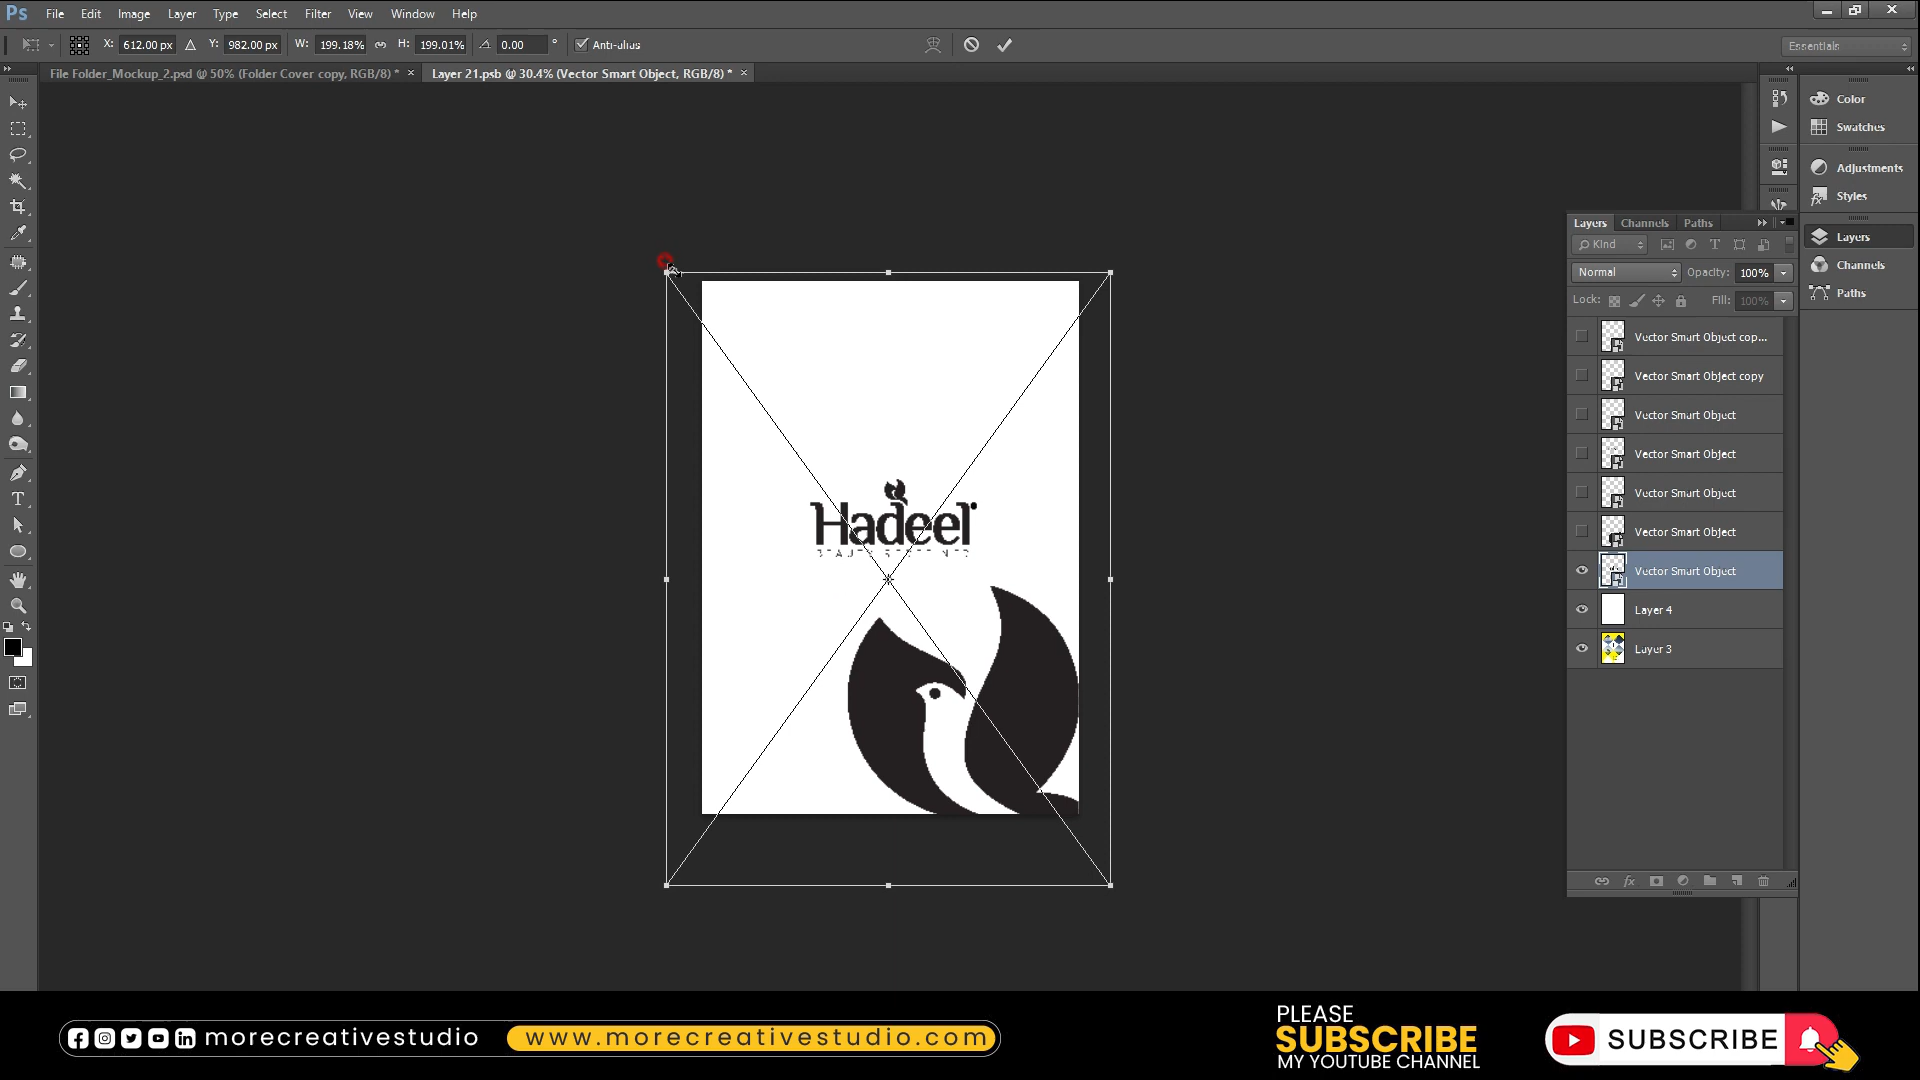 Ps File Edit Image Layer Type Select Filter View Window Help
X: 612.00 px Y: 982.00 px W: 199.18% H: 199.01% 0.00 ° Anti-alias Essentials
File Folder_Mockup_2.psd @ 50% (Folder Cover copy, RGB/8) * × Layer 21.psb @ 30.4% (Vector Smart Object, RGB/8) * ×
Color
Swatches
Adjustments
Styles
Layers
Channels
Paths
Layers Channels Paths
Kind
Normal Opacity: 100%
Lock: Fill: 100%
Vector Smart Object cop...
Vector Smart Object copy
Vector Smart Object
Vector Smart Object
Vector Smart Object
Vector Smart Object
Vector Smart Object
Layer 4
Layer 3
fx
Hadeel
morecreativestudio
www.morecreativestudio.com
PLEASE
SUBSCRIBE
MY YOUTUBE CHANNEL
SUBSCRIBE